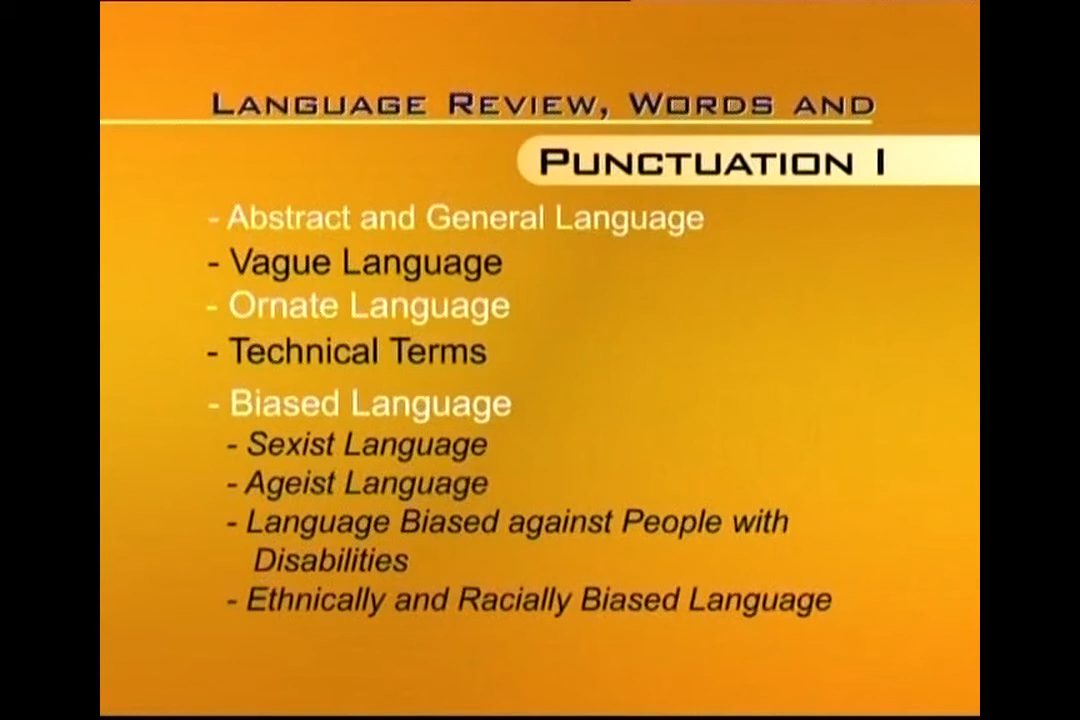 Language Review, Words and
Punctuation I
- Abstract and General Language
- Vague Language
- Ornate Language
- Technical Terms
- Biased Language
- Sexist Language
- Ageist Language
- Language Biased against People with
Disabilities
- Ethnically and Racially Biased Language